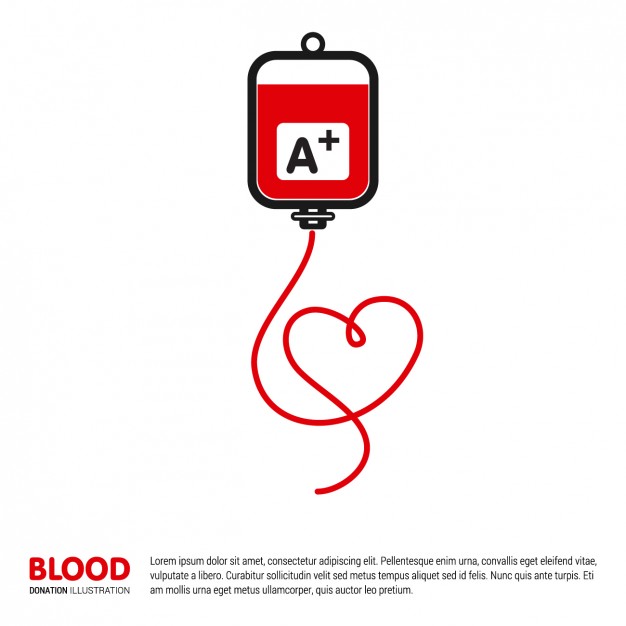 A+
BLOOD
DONATION ILLUSTRATION
Lorem ipsum dolor sit amet, consectetur adipiscing elit. Pellentesque enim urna, convallis eget eleifend vitae,
vulputate a libero. Curabitur sollicitudin velit metus tempus aliquet sed id felis. Nunc quis ante turpis. Eti
am mollis urna eget metus ullamcorper, quis auctor leo pretium.